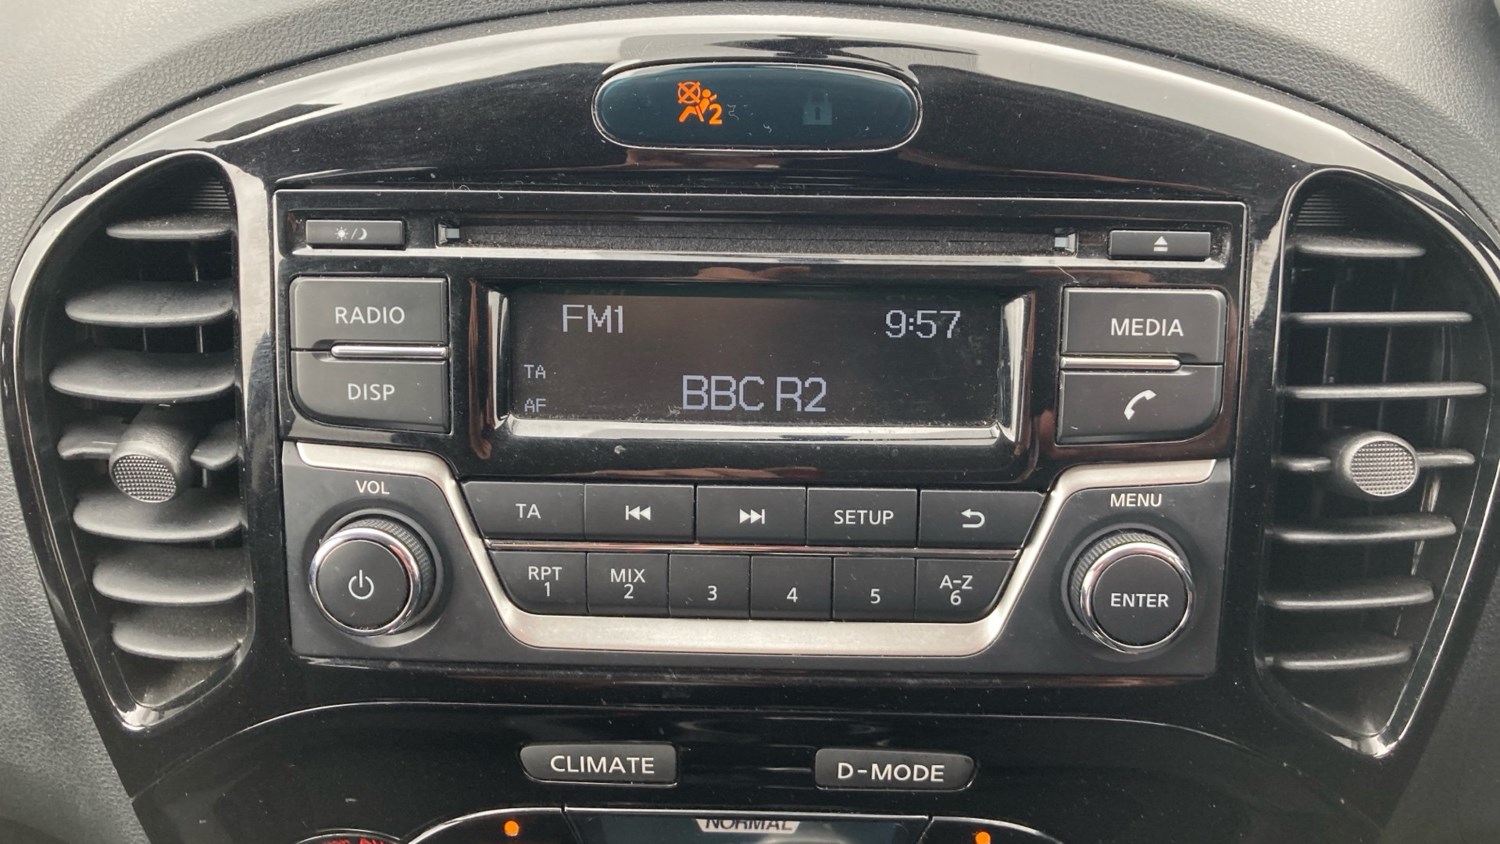 2
RADIO
DISP
FM1
9:57
TA
AF
BBC R2
MEDIA
VOL
TA
SETUP
MENU
RPT
1
MIX
2
3
4
5
A-Z
6
ENTER
CLIMATE
D-MODE
NORMAL